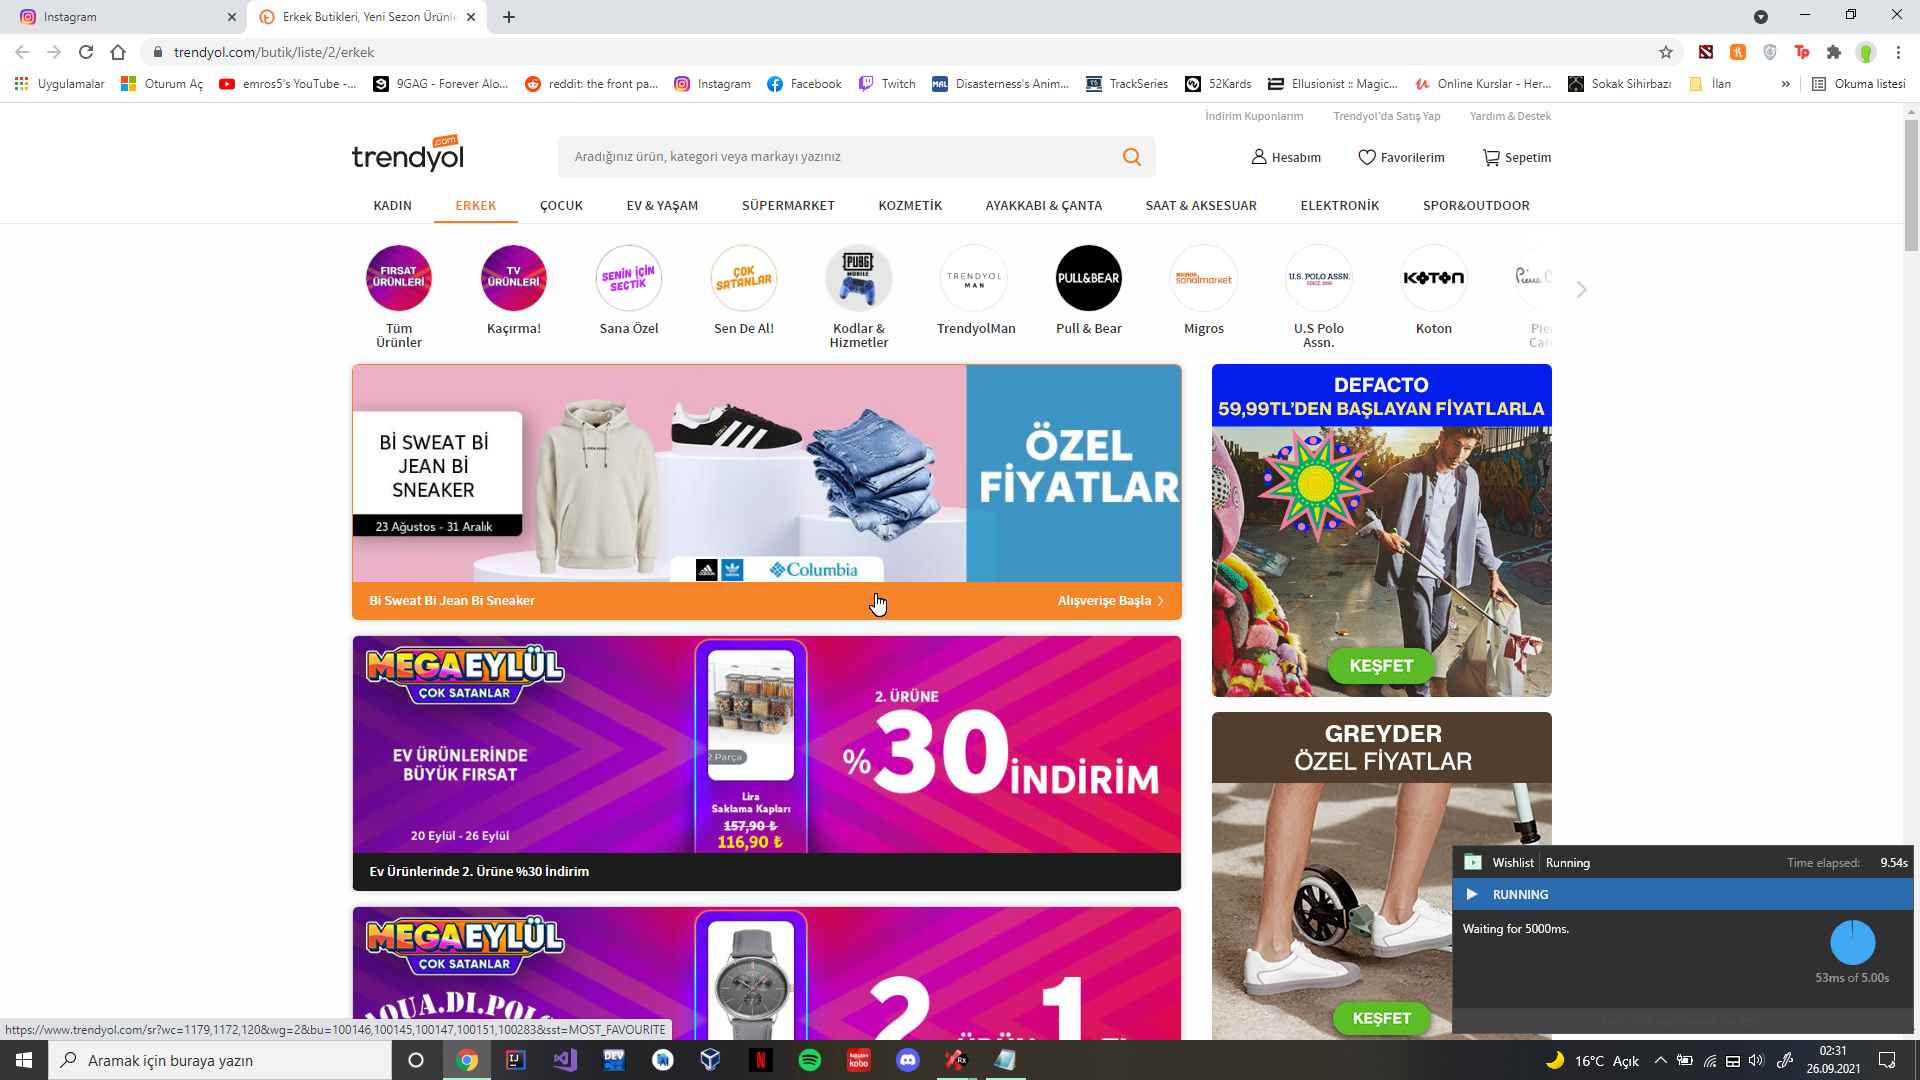 Instagram
Erkek Butikleri, Yeni Sezon Ürünle
trendyol.com/butik/liste/2/erkek
Uygulamalar
Oturum Aç
emros5's YouTube -...
9GAG - Forever Alo...
reddit: the front pa...
Instagram
Facebook
Twitch
MAL
Disasterness's Anim...
TrackSeries
52Kards
Ellusionist :: Magic...
Online Kurslar - Her...
Sokak Sihirbazı
İlan
»
Okuma listesi
İndirim Kuponlarım
Trendyol'da Satış Yap
Yardım & Destek
trendyol
.com
Aradığınız ürün, kategori veya markayı yazınız
Hesabım
Favorilerim
Sepetim
KADIN
ERKEK
ÇOCUK
EV & YAŞAM
SÜPERMARKET
KOZMETİK
AYAKKABI & ÇANTA
SAAT & AKSESUAR
ELEKTRONİK
SPOR&OUTDOOR
FIRSAT
ÜRÜNLERİ
TV
ÜRÜNLERİ
SENİN İÇİN
SEÇTİK
ÇOK
SATANLAR
PUBG
MOBILE
TRENDYOL
MAN
PULL&BEAR
MIGROS
sanalmarket
U.S. POLO ASSN.
SINCE 1890
KOTON
Tüm
Ürünler
Kaçırma!
Sana Özel
Sen De Al!
Kodlar &
Hizmetler
TrendyolMan
Pull & Bear
Migros
U.S Polo
Assn.
Koton
Bİ SWEAT Bİ
JEAN Bİ
SNEAKER
23 Ağustos - 31 Aralık
ÖZEL
FİYATLAR
Columbia
Bi Sweat Bi Jean Bi Sneaker
Alışverişe Başla
DEFACTO
59,99TL'DEN BAŞLAYAN FİYATLARLA
KEŞFET
MEGAEYLÜL
ÇOK SATANLAR
EV ÜRÜNLERİNDE
BÜYÜK FIRSAT
20 Eylül - 26 Eylül
2 Parça
Lira
Saklama Kapları
157,90 ₺
116,90 ₺
2. ÜRÜNE
%30 İNDİRİM
Ev Ürünlerinde 2. Ürüne %30 İndirim
GREYDER
ÖZEL FİYATLAR
KEŞFET
MEGAEYLÜL
ÇOK SATANLAR
2
1
Wishlist
Running
Time elapsed:
9.54s
RUNNING
Waiting for 5000ms.
53ms of 5.00s
https://www.trendyol.com/sr?wc=1179,1172,120&wg=2&tbu=100146,100145,100147,100151,100283&sst=MOST_FAVOURITE
Aramak için buraya yazın
16°C Açık
02:31
26.09.2021